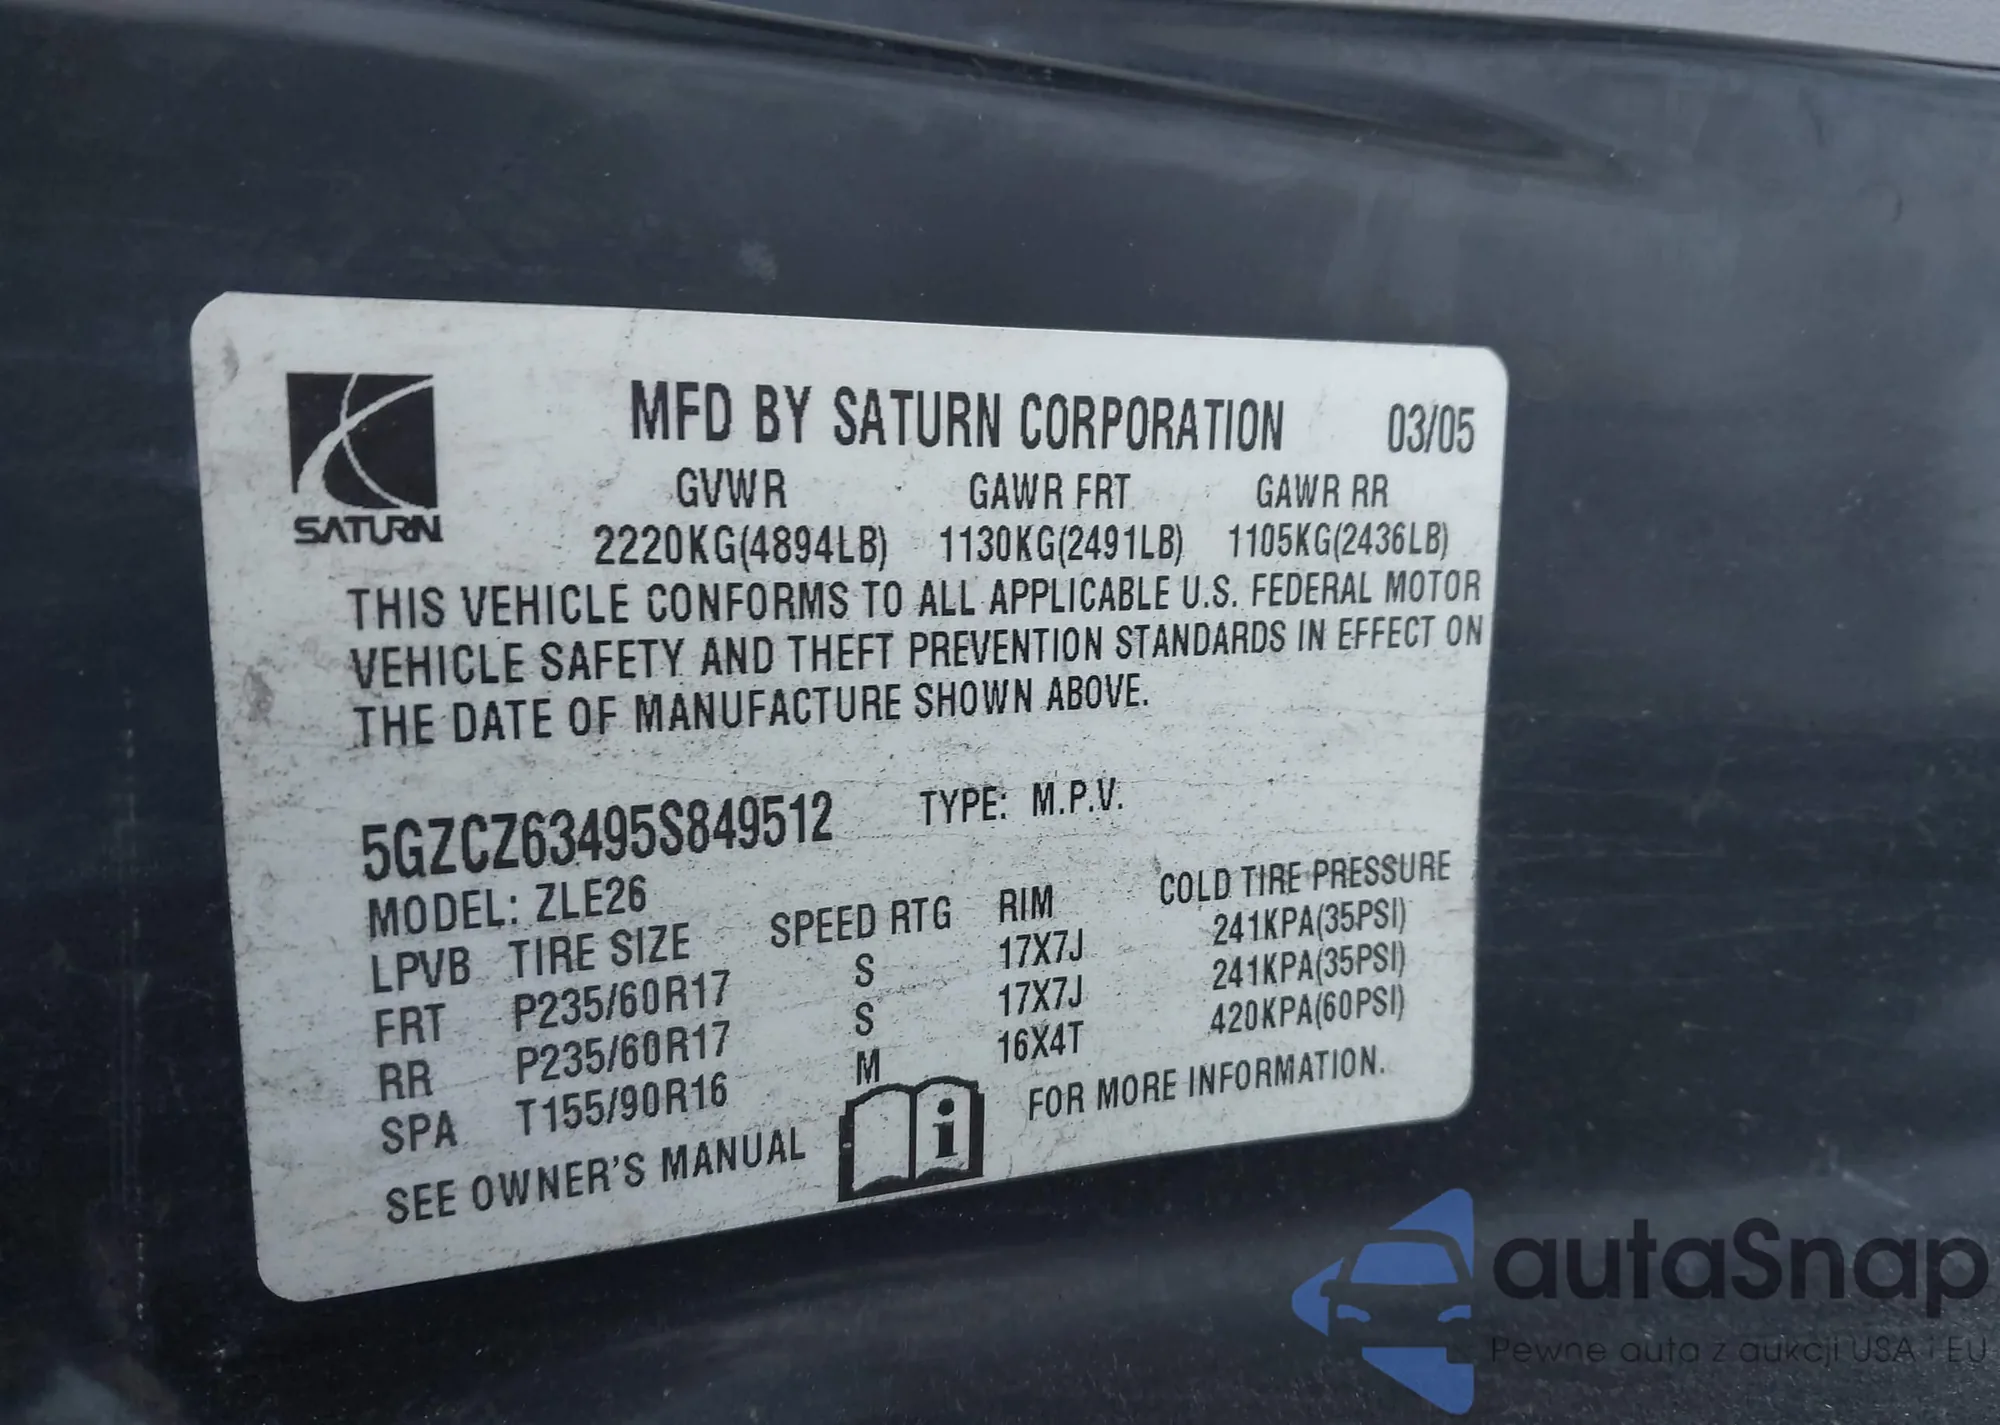 MFD BY SATURN CORPORATION 03/05
SATURN
GVWR GAWR FRT GAWR RR
2220KG(4894LB) 1130KG(2491LB) 1105KG(2436LB)
THIS VEHICLE CONFORMS TO ALL APPLICABLE U.S. FEDERAL MOTOR
VEHICLE SAFETY AND THEFT PREVENTION STANDARDS IN EFFECT ON
THE DATE OF MANUFACTURE SHOWN ABOVE.
5GZCZ63495S849512 TYPE: M.P.V.
MODEL: ZLE26
LPVB TIRE SIZE SPEED RTG RIM COLD TIRE PRESSURE
FRT P235/60R17 S 17X7J 241KPA(35PSI)
RR P235/60R17 S 17X7J 241KPA(35PSI)
SPA T155/90R16 M 16X4T 420KPA(60PSI)
SEE OWNER'S MANUAL i FOR MORE INFORMATION.
autaSnap
Pewne auta z aukcji USA i EU